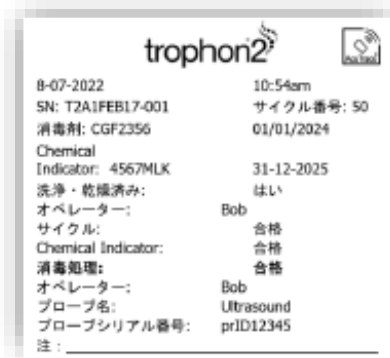 trophon2
8-07-2022 10:54am
SN: T2A1FEB17-001 サイクル番号: 50
消毒剤: CGF2356 01/01/2024
Chemical
Indicator: 4567MLK 31-12-2025
洗浄・乾燥済み: はい
オペレーター: Bob
サイクル: 合格
Chemical Indicator: 合格
消毒処理: 合格
オペレーター: Bob
プローブ名: Ultrasound
プローブシリアル番号: prID12345
注: